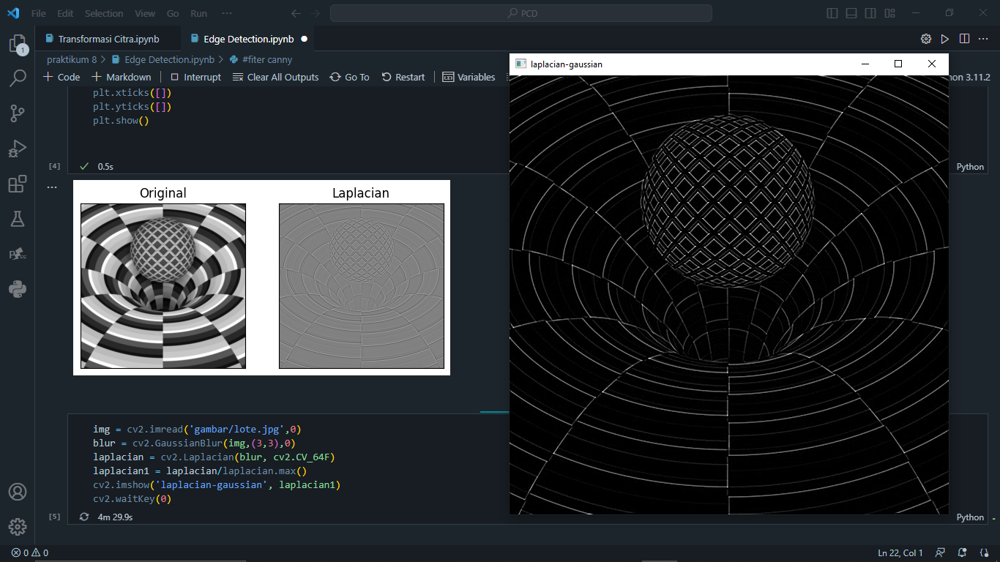 File Edit Selection View Go Run ··· PCD
1
Transformasi Citra.ipynb Edge Detection.ipynb
praktikum 8 > Edge Detection.ipynb > #fiter canny
+ Code + Markdown Interrupt Clear All Outputs Go To Restart Variables
hon 3.11.2
laplacian-gaussian
plt.xticks([])
plt.yticks([])
plt.show()
[4] 0.5s
Python
Original Laplacian
img = cv2.imread('gambar/lote.jpg',0)
blur = cv2.GaussianBlur(img,(3,3),0)
laplacian = cv2.Laplacian(blur, cv2.CV_64F)
laplacian1 = laplacian/laplacian.max()
cv2.imshow('laplacian-gaussian', laplacian1)
cv2.waitKey(0)
[5] 4m 29.9s
Python
0 0
Ln 22, Col 1